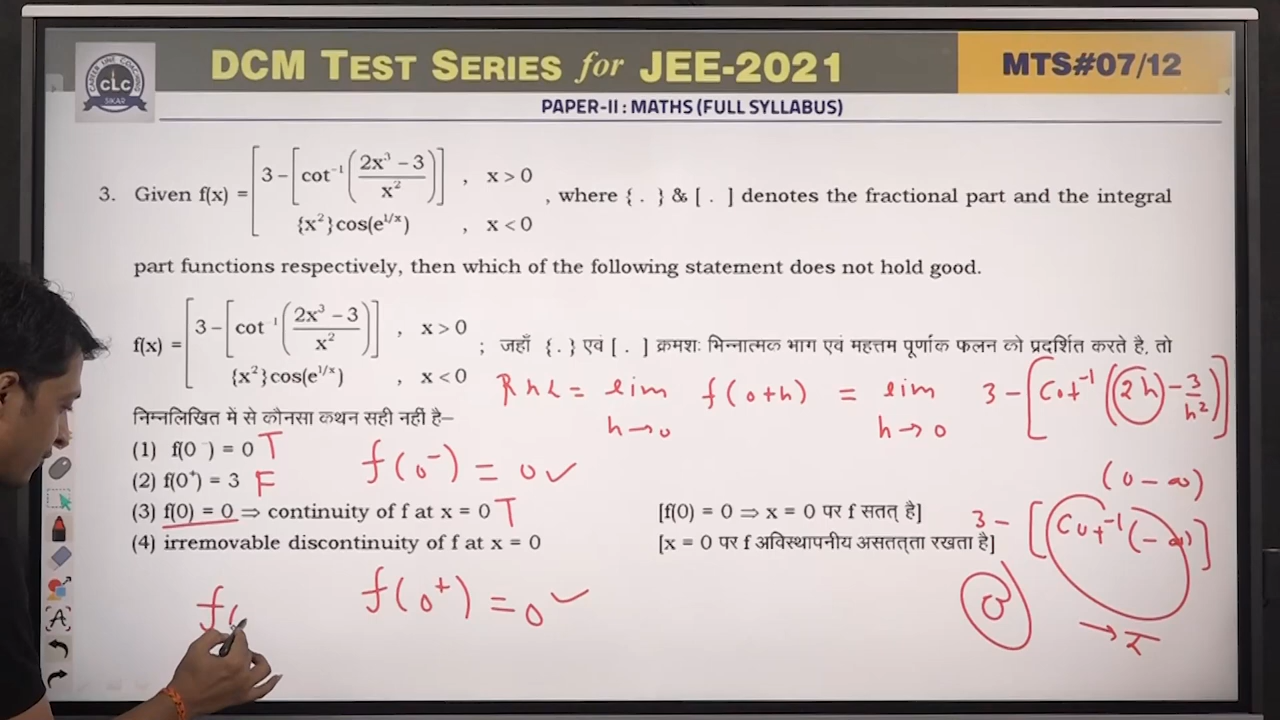 DCM TEST SERIES for JEE-2021
MTS#07/12
CAREER LINE COACHING
CLC
SIKAR
PAPER-II : MATHS (FULL SYLLABUS)
3. Given f(x) = [ 3 − [cot⁻¹((2x³ − 3)/x²)] , x > 0
{x²}cos(e^{1/x}) , x < 0
, where { . } & [ . ] denotes the fractional part and the integral
part functions respectively, then which of the following statement does not hold good.
f(x) = [ 3 − [cot⁻¹((2x³ − 3)/x²)] , x > 0
{x²}cos(e^{1/x}) , x < 0
; जहाँ { . } एवं [ . ] क्रमशः भिन्नात्मक भाग एवं महत्तम पूर्णाक फलन को प्रदर्शित करते है, तो
Rhl = lim h→0 f(0+h) = lim h→0 3 − [Cot⁻¹(2h − 3/h²)]
निम्नलिखित में से कौनसा कथन सही नहीं है–
(1) f(0⁻) = 0 T
f(0⁻) = 0 ✓
(0 − ∞)
(2) f(0⁺) = 3 F
(3) f(0) = 0 ⇒ continuity of f at x = 0 T
[f(0) = 0 ⇒ x = 0 पर f सतत् है]
3 − [Cot⁻¹(−∞)]
(4) irremovable discontinuity of f at x = 0
[x = 0 पर f अविस्थापनीय असतत्ता रखता है]
f(0⁺) = 0 ✓
0
→ π
f(